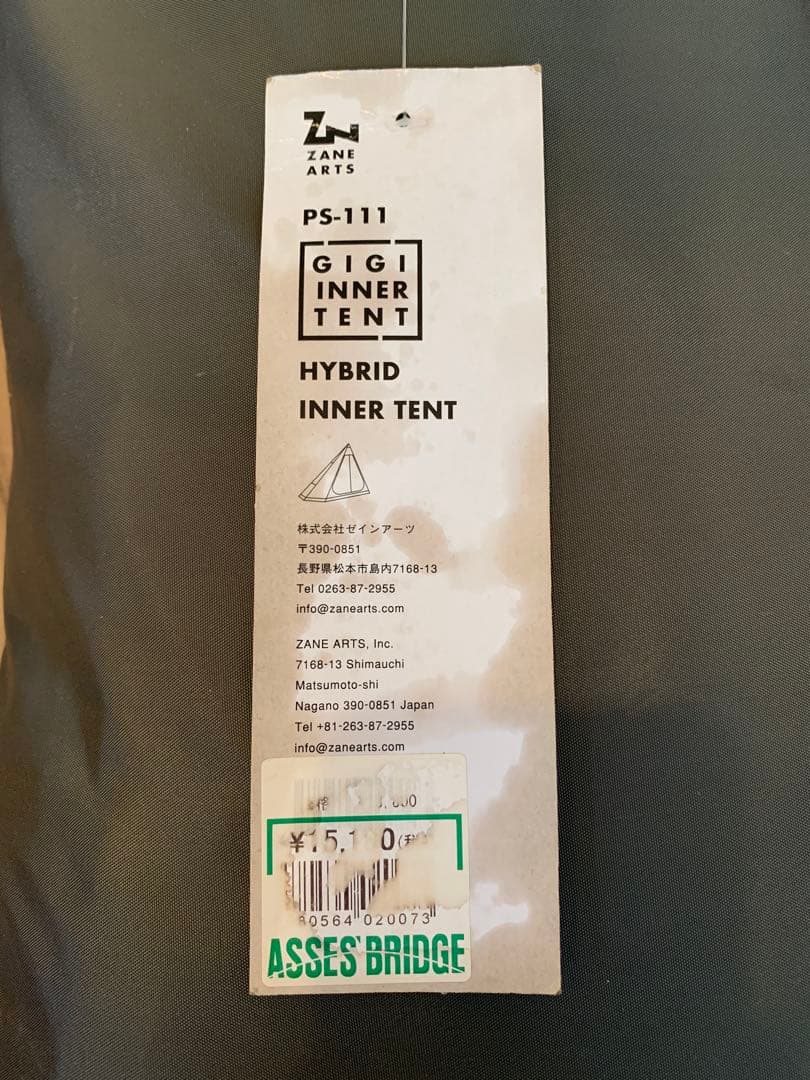 ZN
ZANE
ARTS
PS-111
GIGI
INNER
TENT
HYBRID
INNER TENT
株式会社ゼインアーツ
〒390-0851
長野県松本市島内7168-13
Tel 0263-87-2955
info@zanearts.com
ZANE ARTS, Inc.
7168-13 Shimauchi
Matsumoto-shi
Nagano 390-0851 Japan
Tel +81-263-87-2955
info@zanearts.com
020073
ASSES' BRIDGE